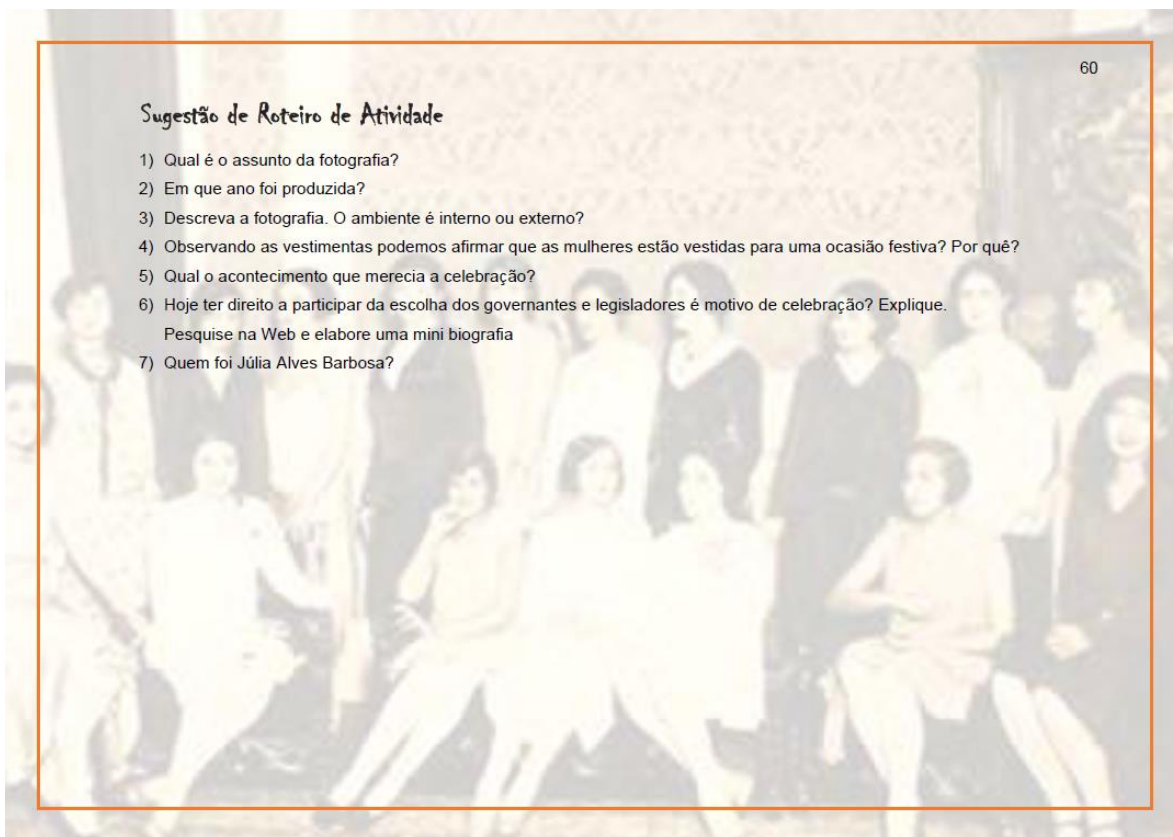 60
Sugestão de Roteiro de Atividade
1) Qual é o assunto da fotografia?
2) Em que ano foi produzida?
3) Descreva a fotografia. O ambiente é interno ou externo?
4) Observando as vestimentas podemos afirmar que as mulheres estão vestidas para uma ocasião festiva? Por quê?
5) Qual o acontecimento que merecia a celebração?
6) Hoje ter direito a participar da escolha dos governantes e legisladores é motivo de celebração? Explique.
Pesquise na Web e elabore uma mini biografia
7) Quem foi Júlia Alves Barbosa?